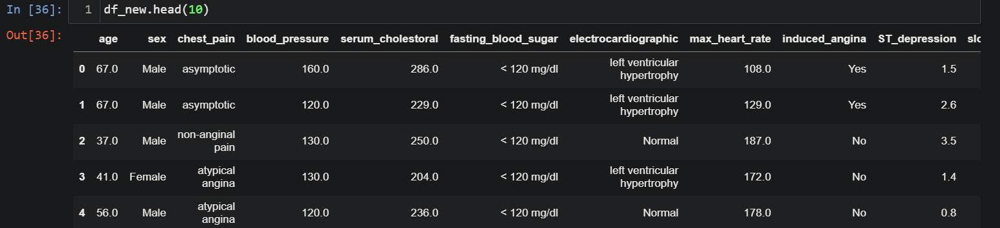 In [36]: 1 df_new.head(10)
Out[36]:
age sex chest_pain blood_pressure serum_cholestoral fasting_blood_sugar electrocardiographic max_heart_rate induced_angina ST_depression slo
0 67.0 Male asymptotic 160.0 286.0 < 120 mg/dl left ventricular hypertrophy 108.0 Yes 1.5
1 67.0 Male asymptotic 120.0 229.0 < 120 mg/dl left ventricular hypertrophy 129.0 Yes 2.6
2 37.0 Male non-anginal pain 130.0 250.0 < 120 mg/dl Normal 187.0 No 3.5
3 41.0 Female atypical angina 130.0 204.0 < 120 mg/dl left ventricular hypertrophy 172.0 No 1.4
4 56.0 Male atypical angina 120.0 236.0 < 120 mg/dl Normal 178.0 No 0.8